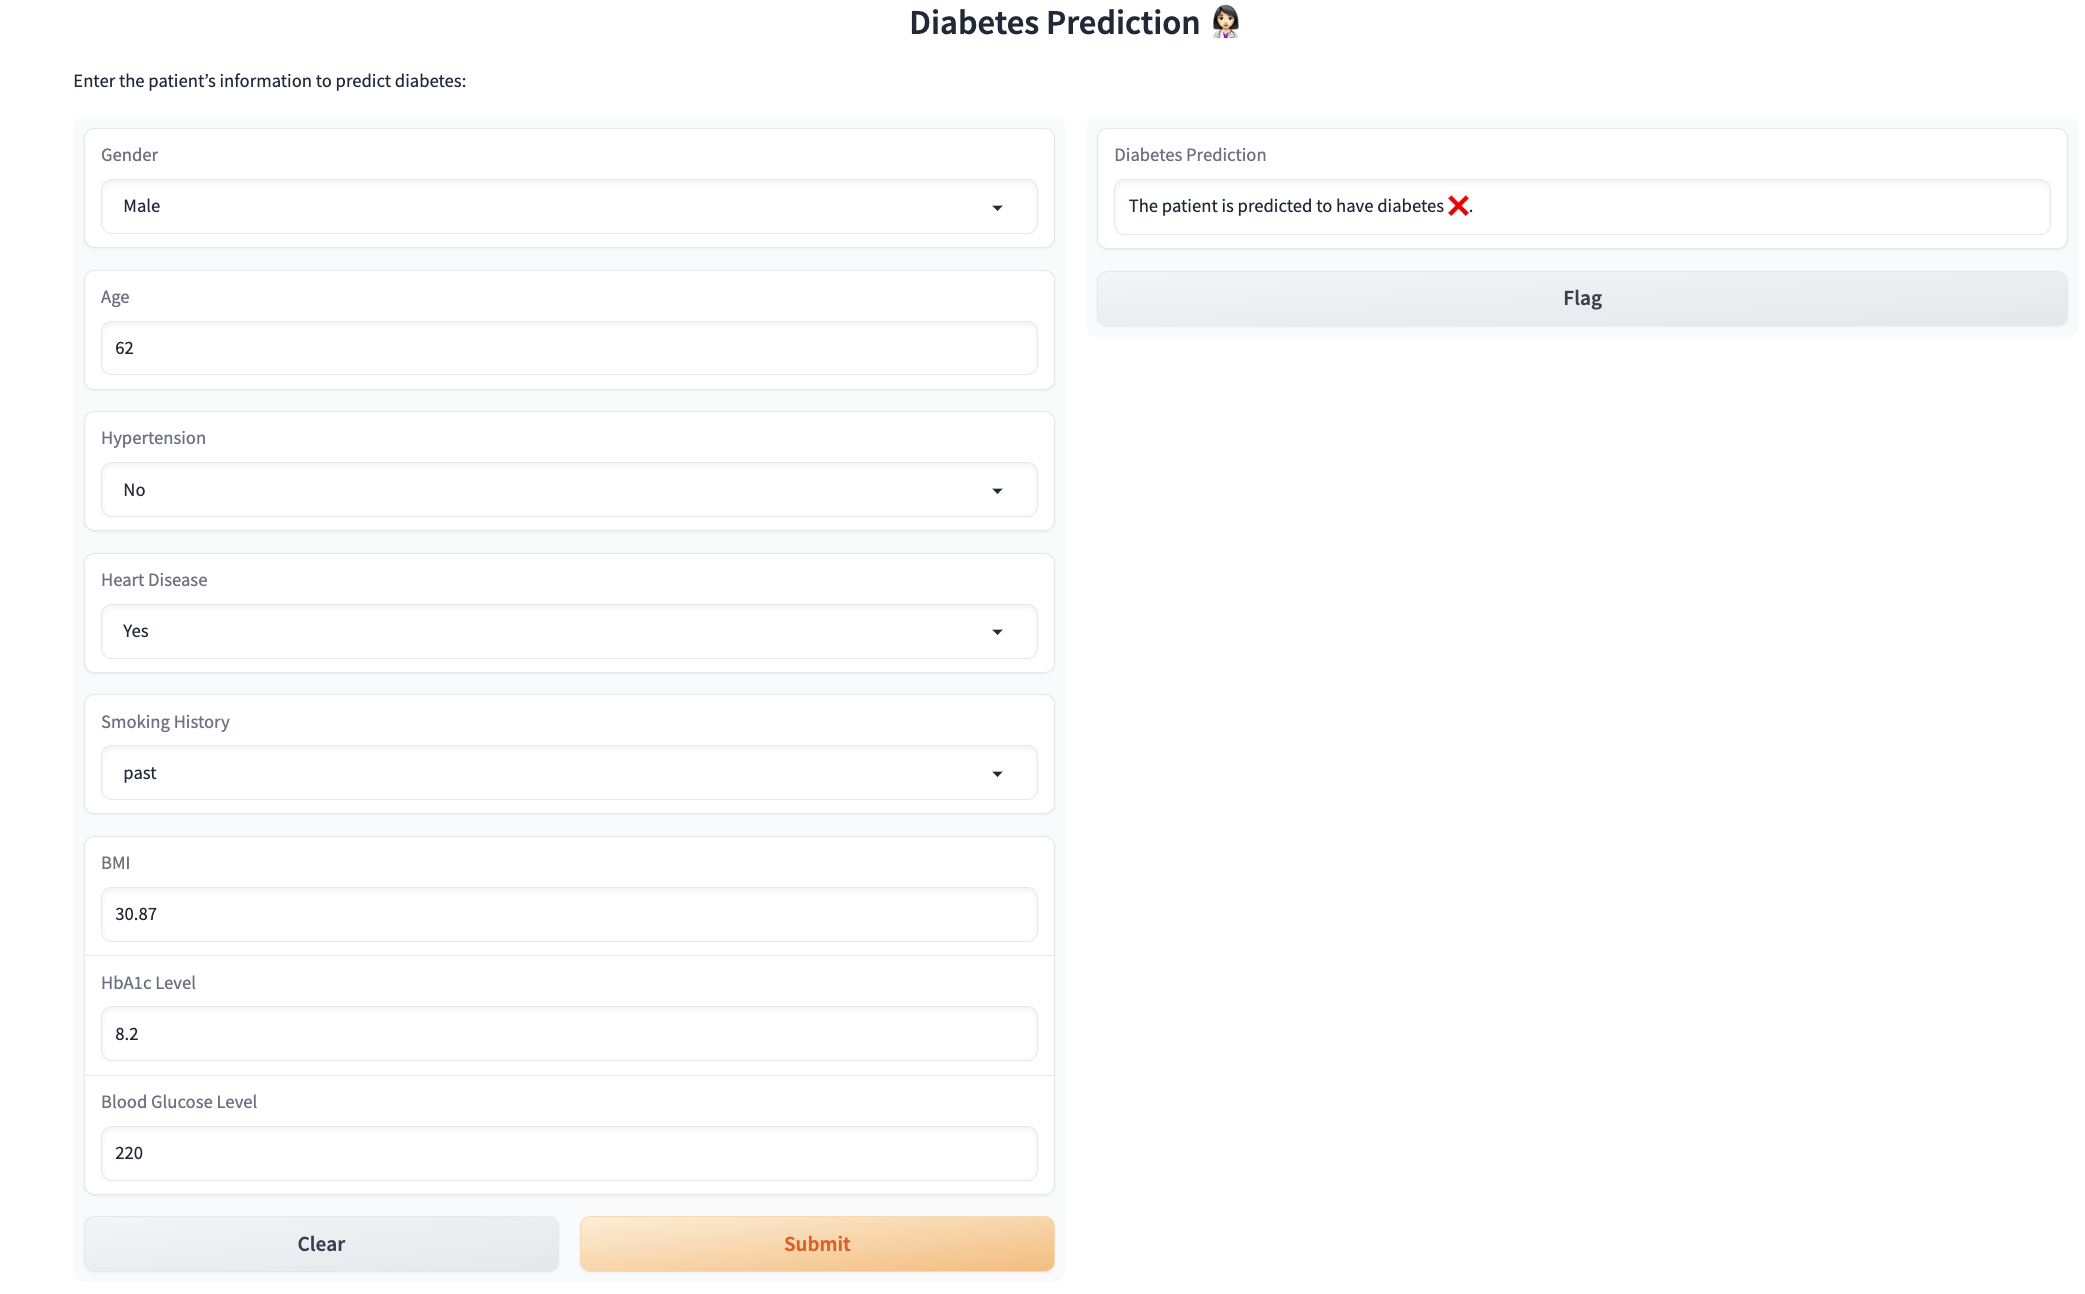 Diabetes Prediction 👩🏻‍⚕️
Enter the patient’s information to predict diabetes:
Gender
Male
Age
62
Hypertension
No
Heart Disease
Yes
Smoking History
past
BMI
30.87
HbA1c Level
8.2
Blood Glucose Level
220
Clear
Submit
Diabetes Prediction
The patient is predicted to have diabetes ❌.
Flag